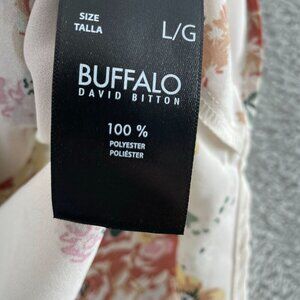 SIZE
TALLA
L/G
BUFFALO
DAVID BITTON
100 %
POLYESTER
POLIÉSTER